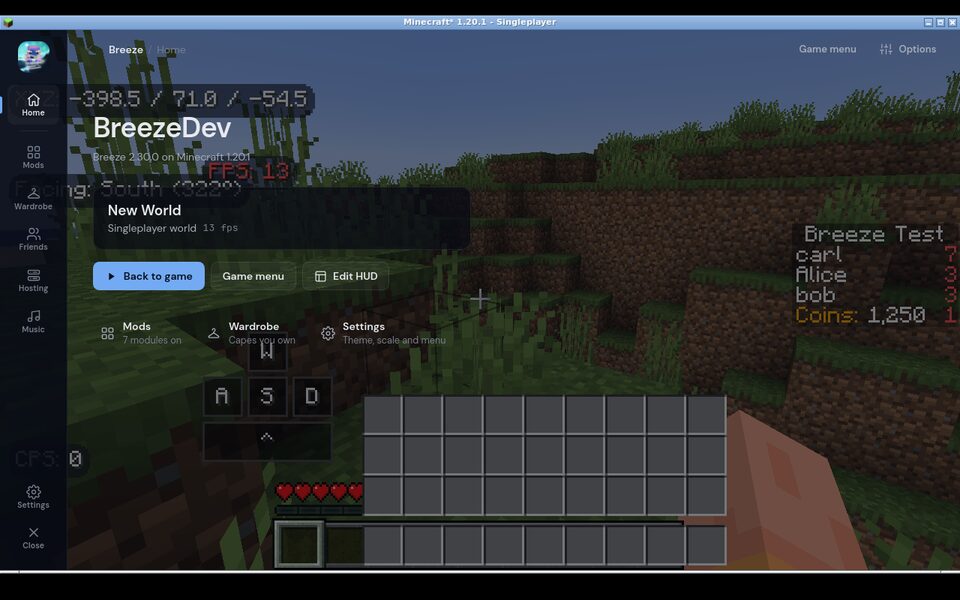 Minecraft* 1.20.1 - Singleplayer
Breeze / Home
Game menu
Options
Home
-398.5 / 71.0 / -54.5
BreezeDev
Breeze 2.30.0 on Minecraft 1.20.1
FPS: 13
Mods
Facing: South (322°)
Wardrobe
New World
Singleplayer world 13 fps
Friends
Breeze Test
carl 7
Alice 3
bob 3
Coins: 1,250 1
Back to game
Game menu
Edit HUD
Hosting
Music
Mods
7 modules on
Wardrobe
Capes you own
Settings
Theme, scale and menu
W
A
S
D
^
CPS: 0
Settings
Close